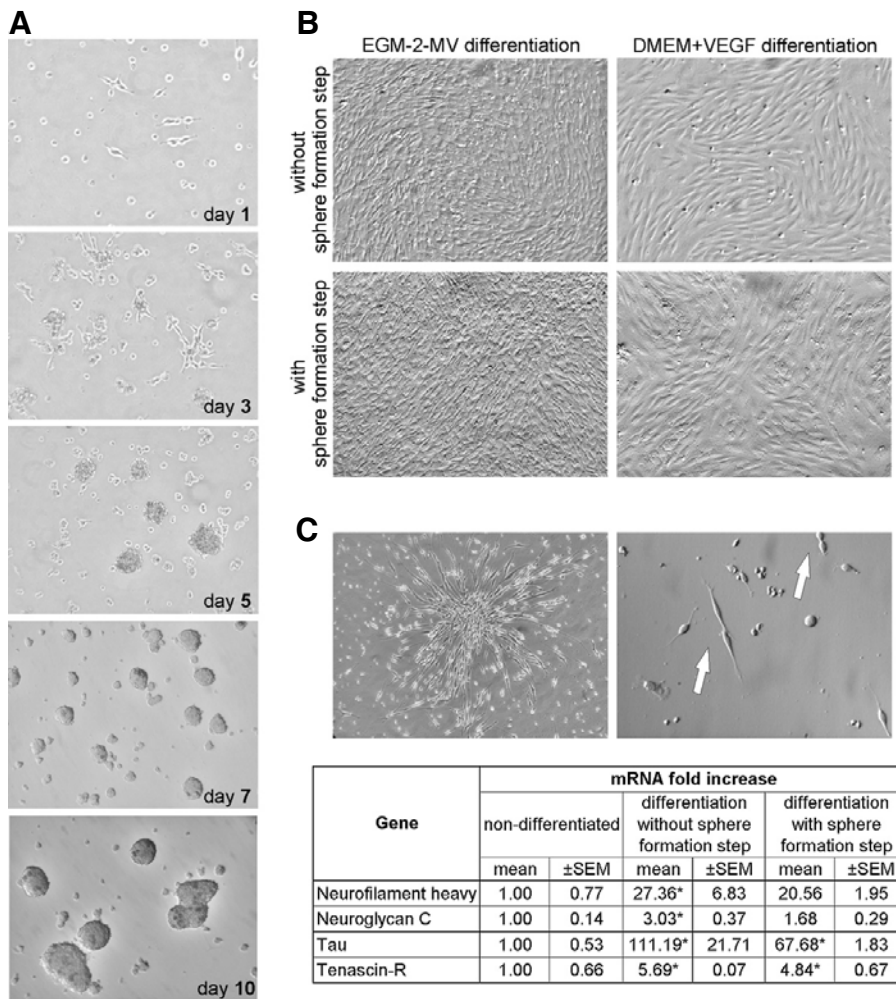 A
day 1
day 3
day 5
day 7
day 10
B
EGM-2-MV differentiation
DMEM+VEGF differentiation
without
sphere formation step
with
sphere formation step
C
Gene
mRNA fold increase
non-differentiated
differentiation
without sphere
formation step
differentiation
with sphere
formation step
mean ±SEM mean ±SEM mean ±SEM
Neurofilament heavy 1.00 0.77 27.36* 6.83 20.56 1.95
Neuroglycan C 1.00 0.14 3.03* 0.37 1.68 0.29
Tau 1.00 0.53 111.19* 21.71 67.68* 1.83
Tenascin-R 1.00 0.66 5.69* 0.07 4.84* 0.67